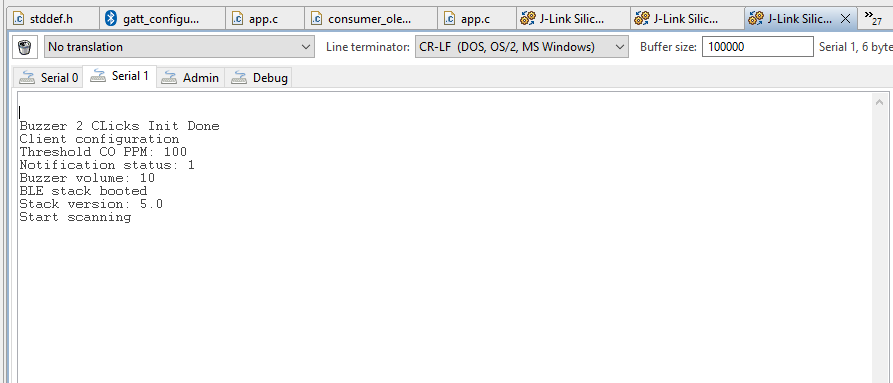 stddef.h
gatt_configu...
app.c
consumer_ole...
app.c
J-Link Silic...
J-Link Silic...
J-Link Silic...
27
No translation
Line terminator:
CR-LF (DOS, OS/2, MS Windows)
Buffer size:
100000
Serial 1, 6 byte
Serial 0
Serial 1
Admin
Debug
Buzzer 2 CLicks Init Done
Client configuration
Threshold CO PPM: 100
Notification status: 1
Buzzer volume: 10
BLE stack booted
Stack version: 5.0
Start scanning